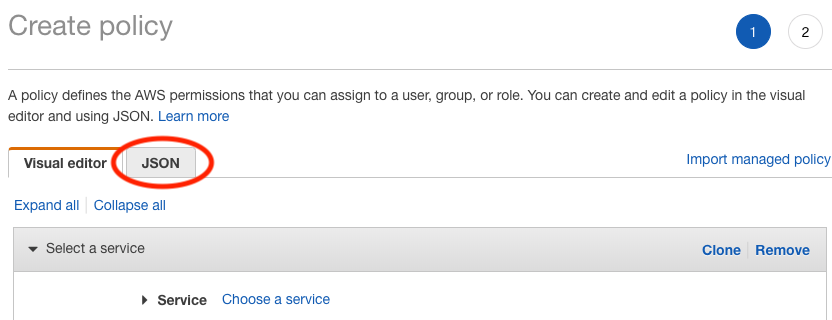 Create policy
1
2
A policy defines the AWS permissions that you can assign to a user, group, or role. You can create and edit a policy in the visual
editor and using JSON. Learn more
Visual editor
JSON
Import managed policy
Expand all
Collapse all
Select a service
Clone
Remove
Service
Choose a service